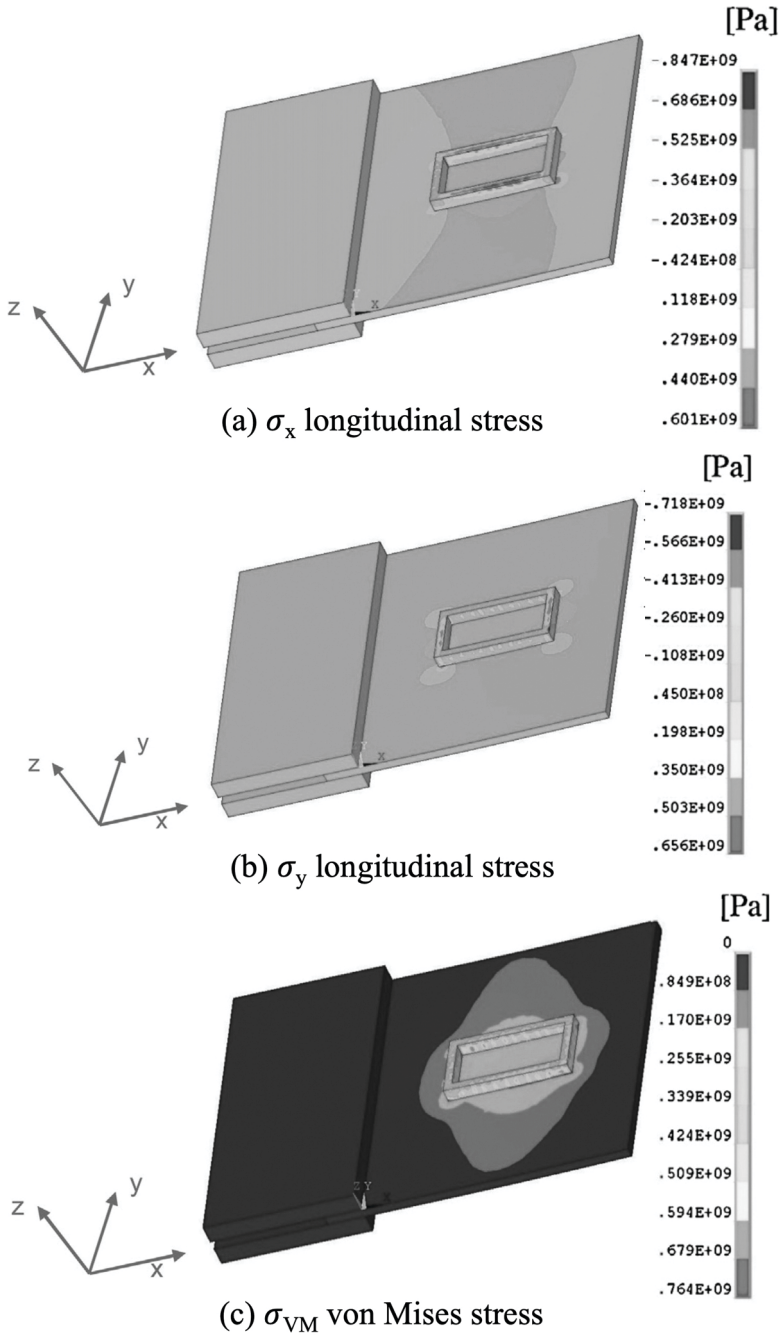 [Pa]
-.847E+09
-.686E+09
-.525E+09
-.364E+09
-.203E+09
-.424E+08
.118E+09
.279E+09
.440E+09
.601E+09
Y
X
z
y
x
(a) σx longitudinal stress
[Pa]
-.718E+09
-.566E+09
-.413E+09
-.260E+09
-.108E+09
.450E+08
.198E+09
.350E+09
.503E+09
.656E+09
Y
X
z
y
x
(b) σy longitudinal stress
[Pa]
0
.849E+08
.170E+09
.255E+09
.339E+09
.424E+09
.509E+09
.594E+09
.679E+09
.764E+09
Z Y
X
z
y
x
(c) σVM von Mises stress